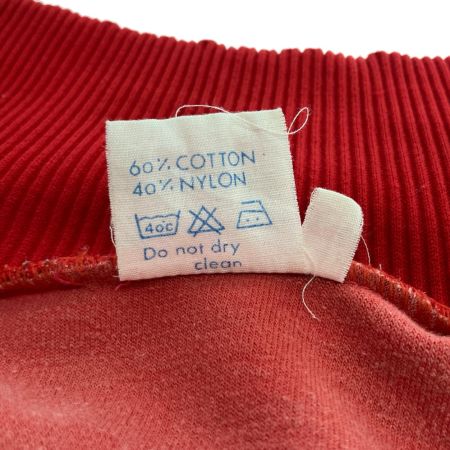 60% COTTON
40% NYLON
40C
Do not dry
clean